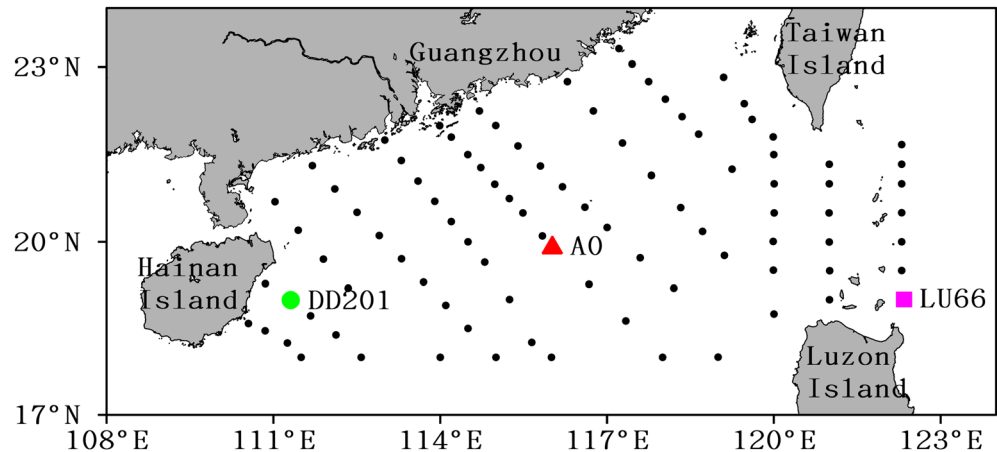 Taiwan
Guangzhou
Island
23°N
20°N
A0
Hainan
Island
DD201
LU66
Luzon
Island
17°N
108°E
111°E
114°E
117°E
120°E
123°E